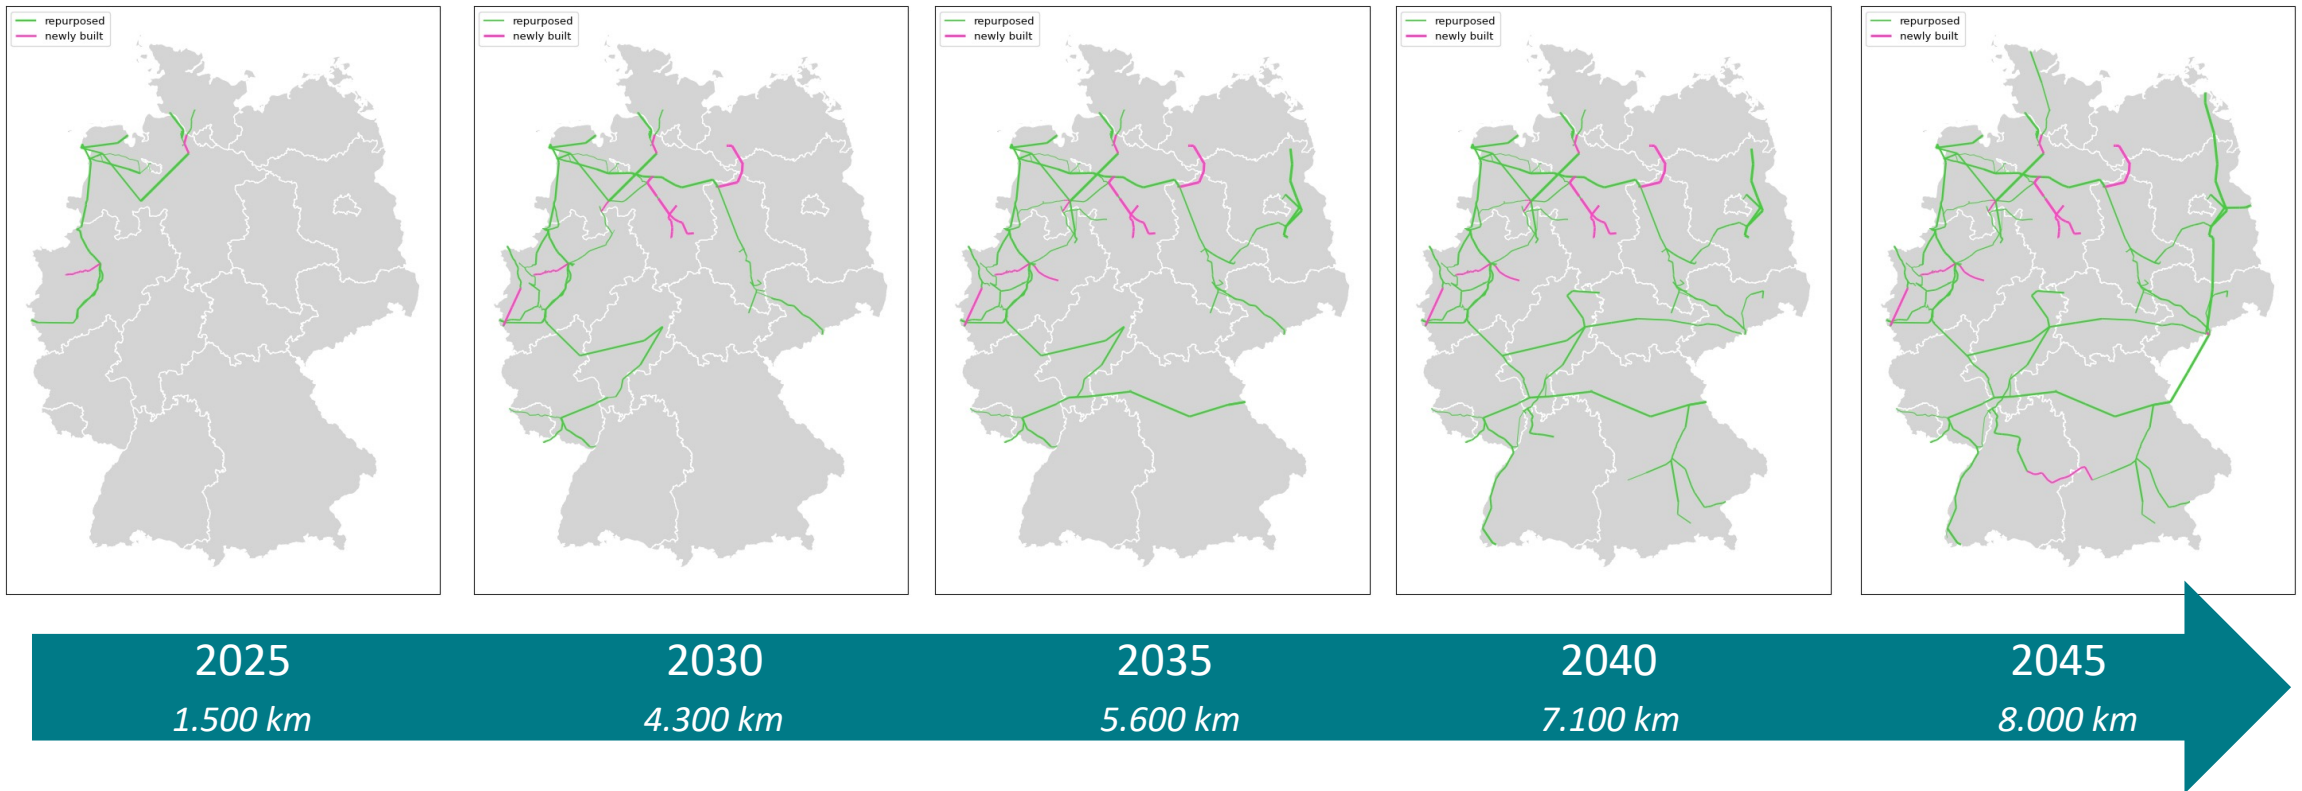 repurposed
newly built
repurposed
newly built
repurposed
newly built
repurposed
newly built
repurposed
newly built
2025
1.500 km
2030
4.300 km
2035
5.600 km
2040
7.100 km
2045
8.000 km